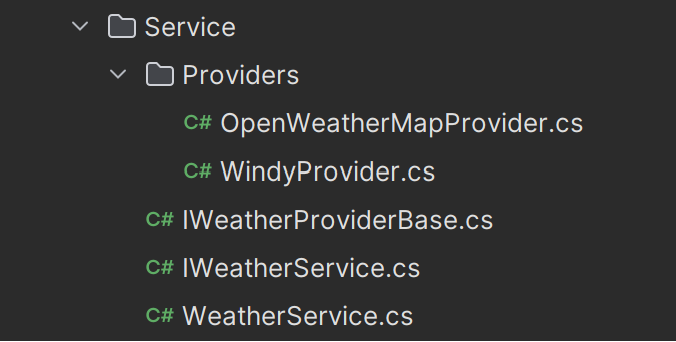 Service
Providers
C# OpenWeatherMapProvider.cs
C# WindyProvider.cs
C# IWeatherProviderBase.cs
C# IWeatherService.cs
C# WeatherService.cs